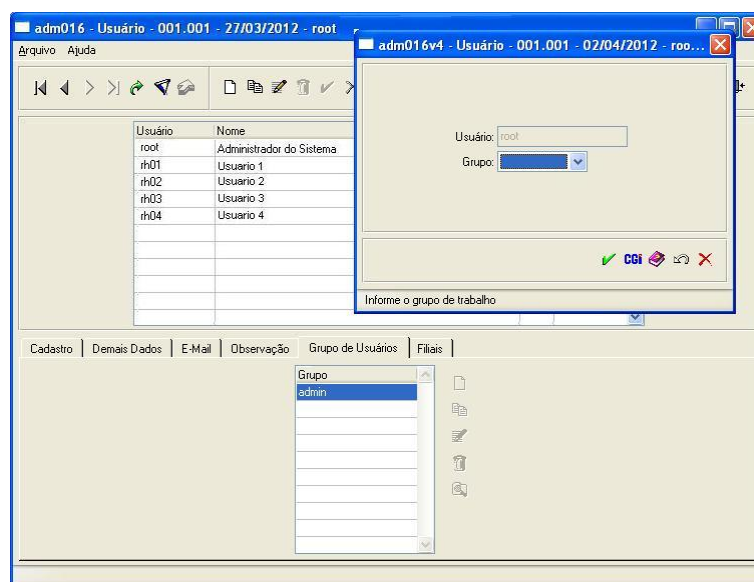 adm016 - Usuário - 001.001 - 27/03/2012 - root
Arquivo Ajuda
adm016v4 - Usuário - 001.001 - 02/04/2012 - roo...
Usuário: root
Grupo:
CGi
Informe o grupo de trabalho
Usuário Nome
root Administrador do Sistema
rh01 Usuario 1
rh02 Usuario 2
rh03 Usuario 3
rh04 Usuario 4
Cadastro Demais Dados E-Mail Observação Grupo de Usuários Filiais
Grupo
admin